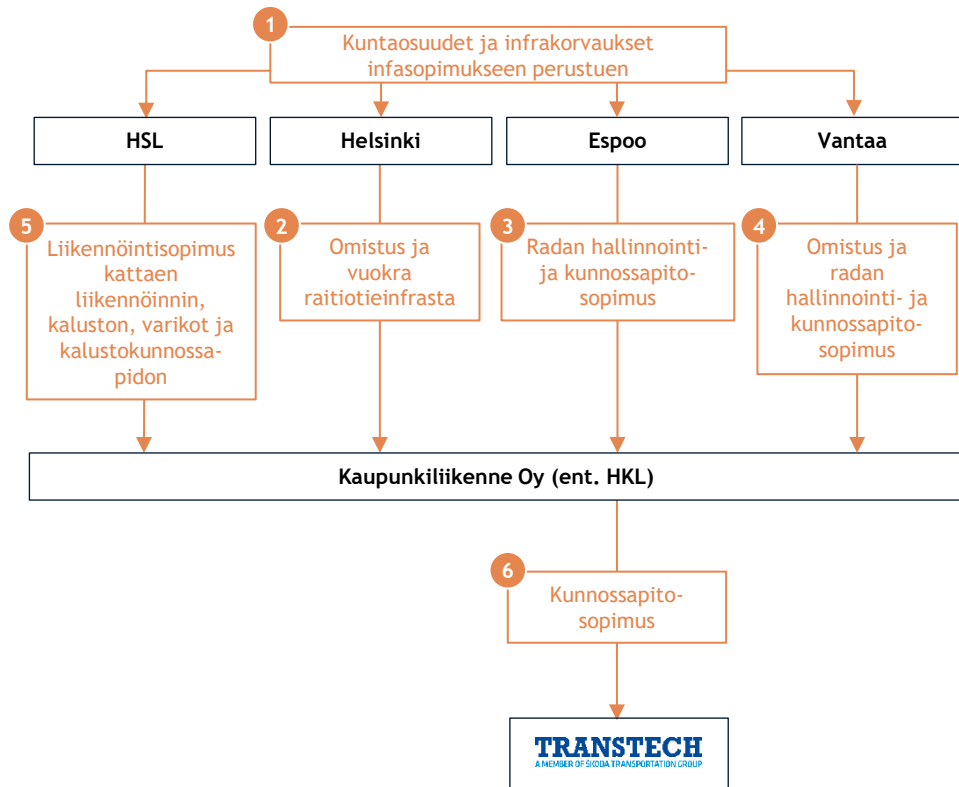 1
Kuntaosuudet ja infrakorvaukset
infasopimukseen perustuen
HSL
Helsinki
Espoo
Vantaa
5
Liikennöintisopimus
kattaen
liikennöinnin,
kaluston, varikot ja
kalustokunnossa-
pidon
2
Omistus ja
vuokra
raitiotieinfrasta
3
Radan hallinnointi-
ja kunnossapito-
sopimus
4
Omistus ja
radan
hallinnointi- ja
kunnossapito-
sopimus
Kaupunkiliikenne Oy (ent. HKL)
6
Kunnossapito-
sopimus
TRANSTECH
A MEMBER OF ŠKODA TRANSPORTATION GROUP